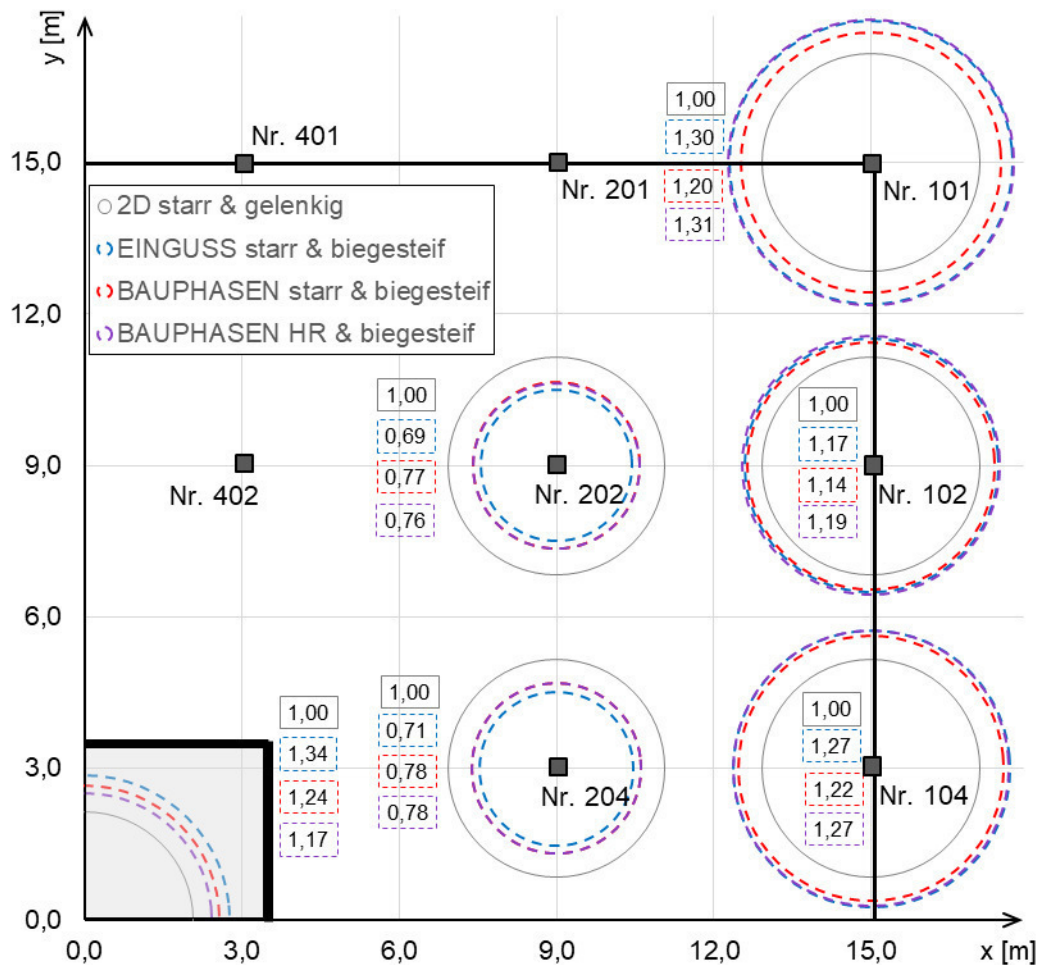 y [m]
1,00
1,30
Nr. 401
15,0
Nr. 201
1,20
Nr. 101
1,31
2D starr & gelenkig
EINGUSS starr & biegesteif
BAUPHASEN starr & biegesteif
BAUPHASEN HR & biegesteif
12,0
1,00
0,69
0,77
0,76
1,00
1,17
1,14
1,19
9,0
Nr. 402
Nr. 202
Nr. 102
6,0
1,00
1,34
1,24
1,17
1,00
0,71
0,78
0,78
1,00
1,27
1,22
1,27
3,0
Nr. 204
Nr. 104
0,0
0,0
3,0
6,0
9,0
12,0
15,0
x [m]